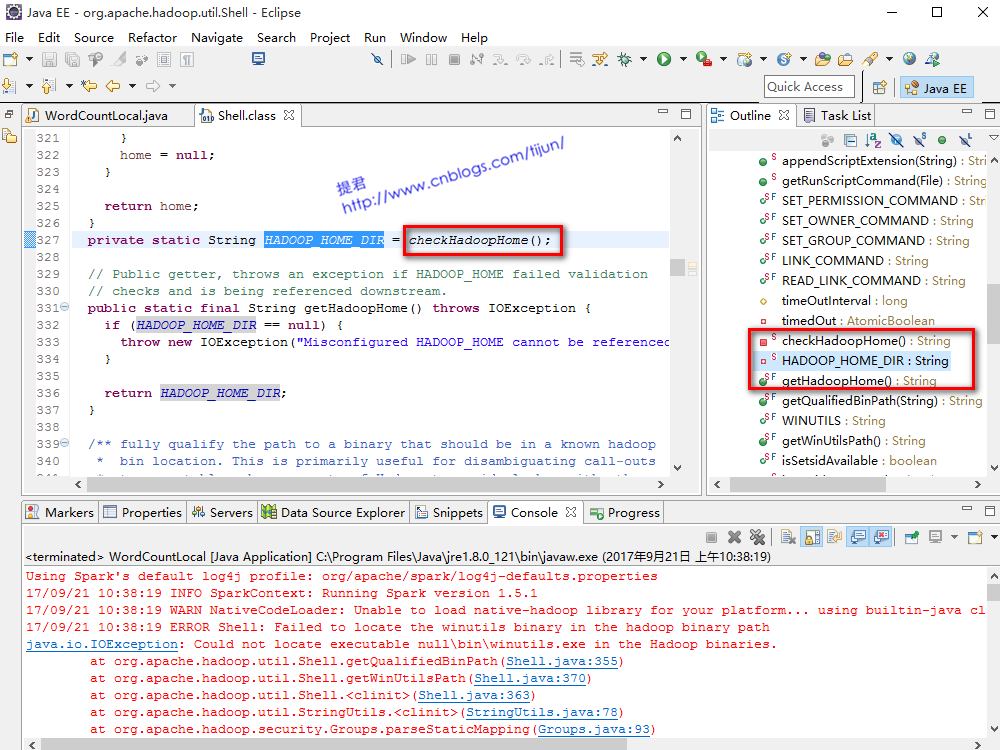 Java EE - org.apache.hadoop.util.Shell - Eclipse
File Edit Source Refactor Navigate Search Project Run Window Help
Quick Access
Java EE
WordCountLocal.java
Shell.class
321 }
322 home = null;
323 }
324
325 return home;
326 }
327 private static String HADOOP_HOME_DIR = checkHadoopHome();
328
329 // Public getter, throws an exception if HADOOP_HOME failed validation
330 // checks and is being referenced downstream.
331 public static final String getHadoopHome() throws IOException {
332 if (HADOOP_HOME_DIR == null) {
333 throw new IOException("Misconfigured HADOOP_HOME cannot be referenced
334 }
335
336 return HADOOP_HOME_DIR;
337 }
338
339 /** fully qualify the path to a binary that should be in a known hadoop
340 * bin location. This is primarily useful for disambiguating call-outs
提君
http://www.cnblogs.com/tijun/
Outline
Task List
appendScriptExtension(String) : Stri
getRunScriptCommand(File) : String
SET_PERMISSION_COMMAND : Str
SET_OWNER_COMMAND : String
SET_GROUP_COMMAND : String
LINK_COMMAND : String
READ_LINK_COMMAND : String
timeOutInterval : long
timedOut : AtomicBoolean
checkHadoopHome() : String
HADOOP_HOME_DIR : String
getHadoopHome() : String
getQualifiedBinPath(String) : String
WINUTILS : String
getWinUtilsPath() : String
isSetsidAvailable : boolean
Markers Properties Servers Data Source Explorer Snippets Console Progress
<terminated> WordCountLocal [Java Application] C:\Program Files\Java\jre1.8.0_121\bin\javaw.exe (2017年9月21日 上午10:38:19)
Using Spark's default log4j profile: org/apache/spark/log4j-defaults.properties
17/09/21 10:38:19 INFO SparkContext: Running Spark version 1.5.1
17/09/21 10:38:19 WARN NativeCodeLoader: Unable to load native-hadoop library for your platform... using builtin-java cl
17/09/21 10:38:19 ERROR Shell: Failed to locate the winutils binary in the hadoop binary path
java.io.IOException: Could not locate executable null\bin\winutils.exe in the Hadoop binaries.
at org.apache.hadoop.util.Shell.getQualifiedBinPath(Shell.java:355)
at org.apache.hadoop.util.Shell.getWinUtilsPath(Shell.java:370)
at org.apache.hadoop.util.Shell.<clinit>(Shell.java:363)
at org.apache.hadoop.util.StringUtils.<clinit>(StringUtils.java:78)
at org.apache.hadoop.security.Groups.parseStaticMapping(Groups.java:93)